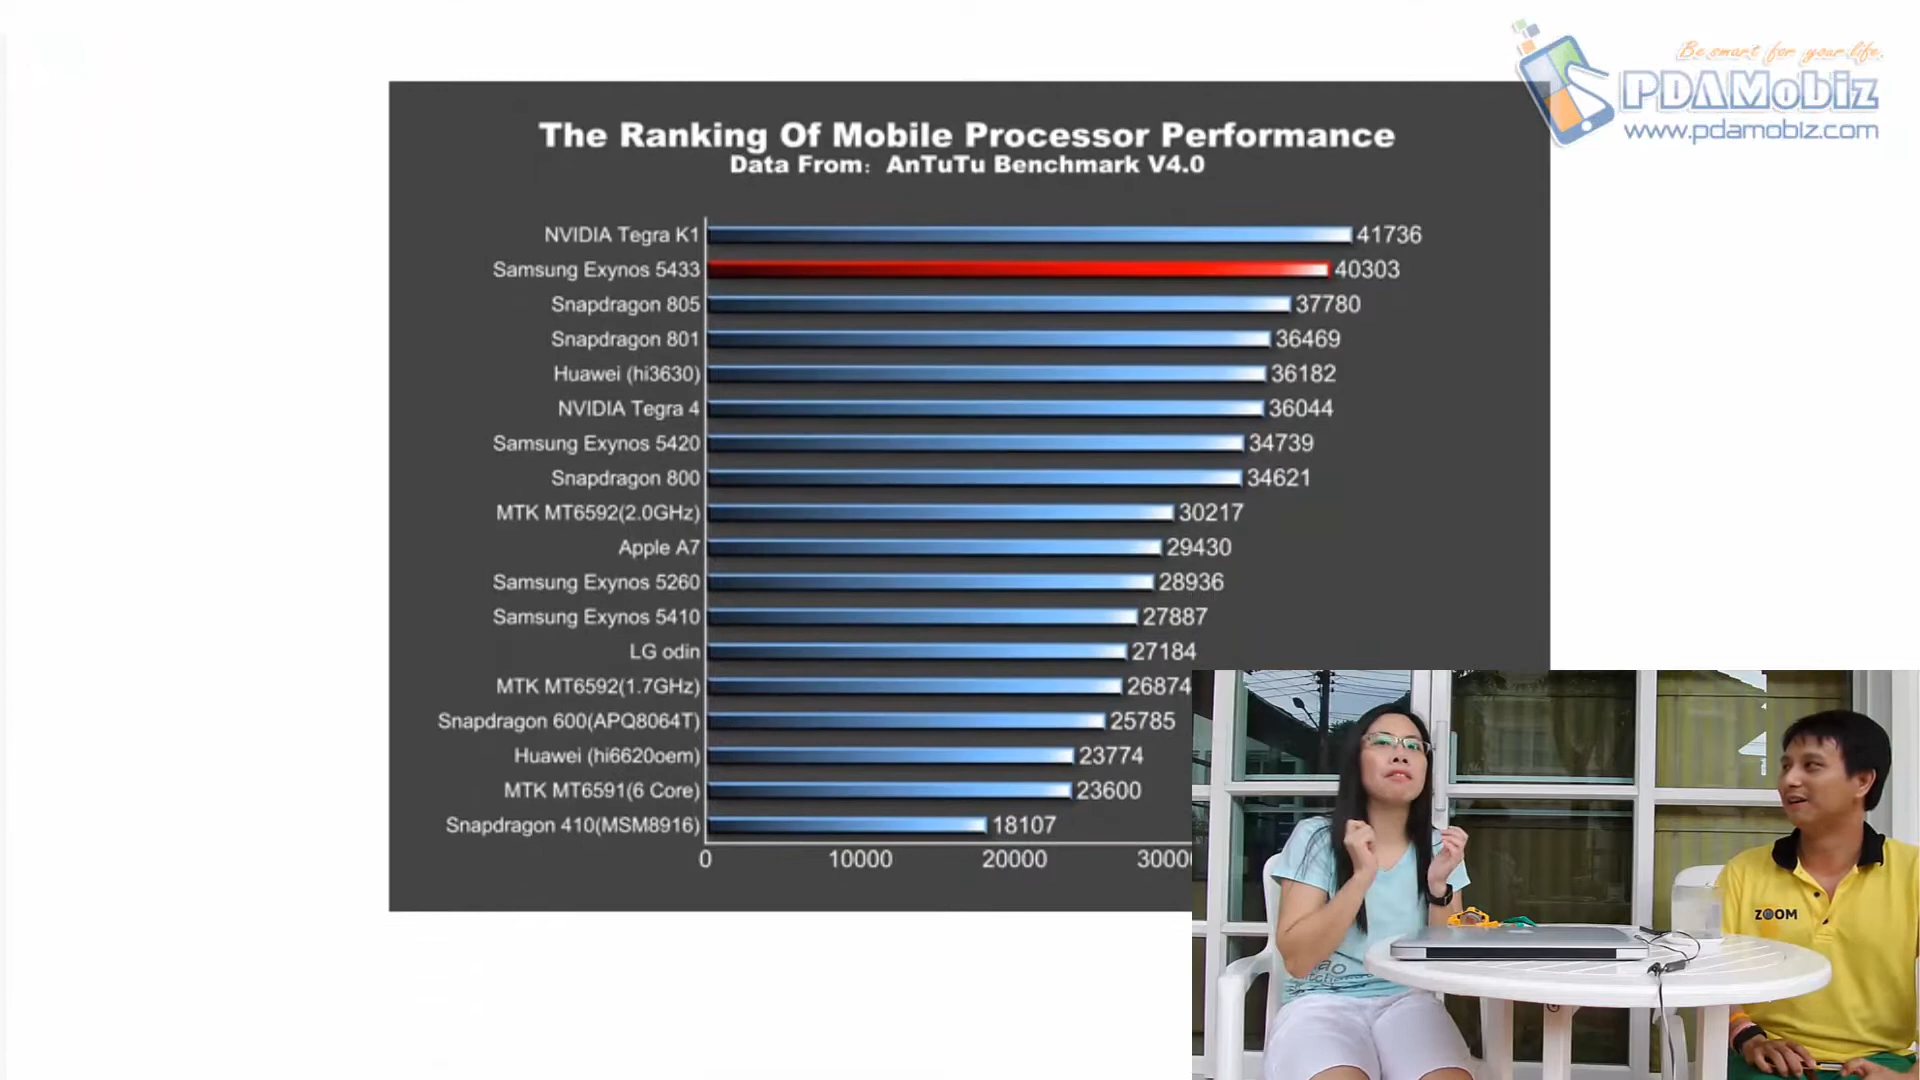 Be smart for your life.
PDAMobiz
www.pdamobiz.com
The Ranking Of Mobile Processor Performance
Data From: AnTuTu Benchmark V4.0
NVIDIA Tegra K1 41736
Samsung Exynos 5433 40303
Snapdragon 805 37780
Snapdragon 801 36469
Huawei (hi3630) 36182
NVIDIA Tegra 4 36044
Samsung Exynos 5420 34739
Snapdragon 800 34621
MTK MT6592(2.0GHz) 30217
Apple A7 29430
Samsung Exynos 5260 28936
Samsung Exynos 5410 27887
LG odin 27184
MTK MT6592(1.7GHz) 26874
Snapdragon 600(APQ8064T) 25785
Huawei (hi6620oem) 23774
MTK MT6591(6 Core) 23600
Snapdragon 410(MSM8916) 18107
0 10000 20000 3000
ZOOM